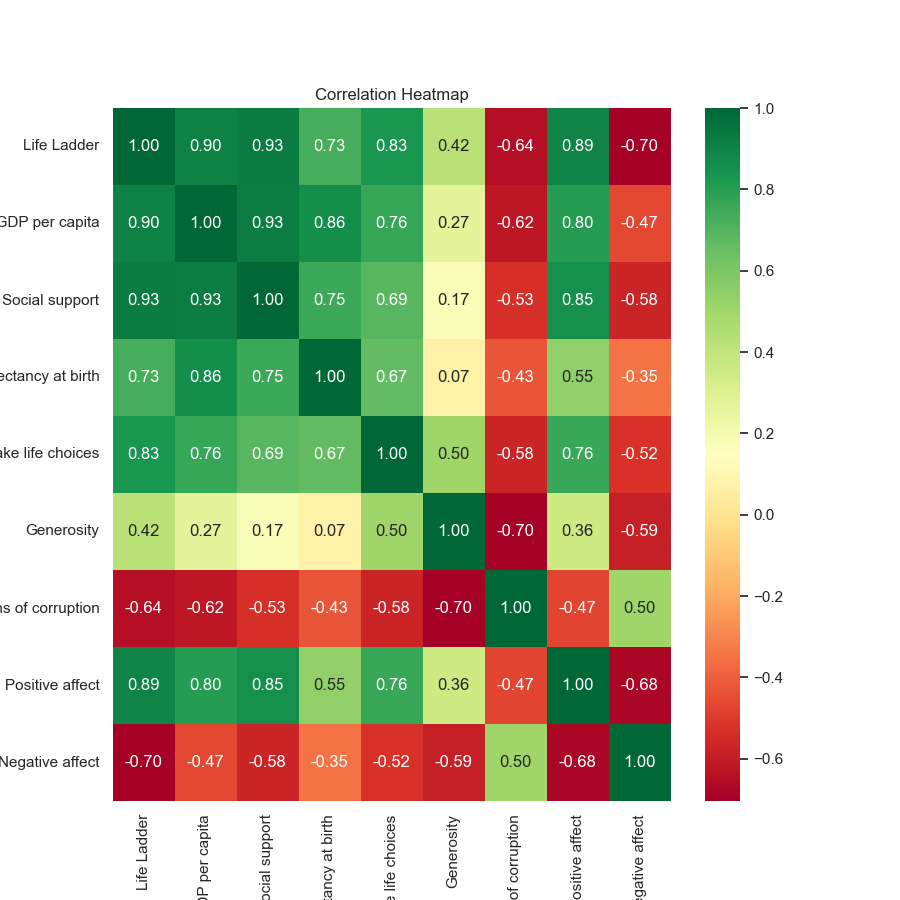 Correlation Heatmap
Life Ladder 1.00 0.90 0.93 0.73 0.83 0.42 -0.64 0.89 -0.70 1.0
GDP per capita 0.90 1.00 0.93 0.86 0.76 0.27 -0.62 0.80 -0.47 0.8
Social support 0.93 0.93 1.00 0.75 0.69 0.17 -0.53 0.85 -0.58 0.6
ectancy at birth 0.73 0.86 0.75 1.00 0.67 0.07 -0.43 0.55 -0.35 0.4
ake life choices 0.83 0.76 0.69 0.67 1.00 0.50 -0.58 0.76 -0.52 0.2
Generosity 0.42 0.27 0.17 0.07 0.50 1.00 -0.70 0.36 -0.59 0.0
ns of corruption -0.64 -0.62 -0.53 -0.43 -0.58 -0.70 1.00 -0.47 0.50 −0.2
Positive affect 0.89 0.80 0.85 0.55 0.76 0.36 -0.47 1.00 -0.68 −0.4
Negative affect -0.70 -0.47 -0.58 -0.35 -0.52 -0.59 0.50 -0.68 1.00 −0.6
Life Ladder
DP per capita
ocial support
tancy at birth
e life choices
Generosity
of corruption
ositive affect
egative affect